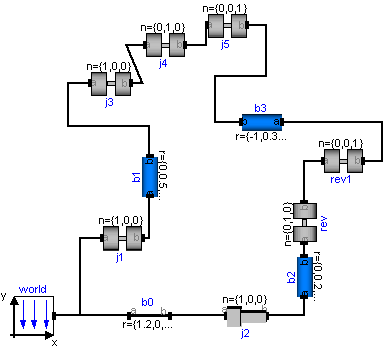 n={0,0,1}
n={0,1,0}
j5
a b
j4
a b
n={1,0,0}
a b
j3
b3
b a
r={-1,0.3...
n={0,0,1}
a b
rev1
b1
a b
r={0,0.5,...
n={1,0,0}
a b
j1
n={0,1,0}
a b
rev
b2
a b
r={0,0.2,...
y
world
x
b0
a b
r={1.2,0,...
n={1,0,0}
j2